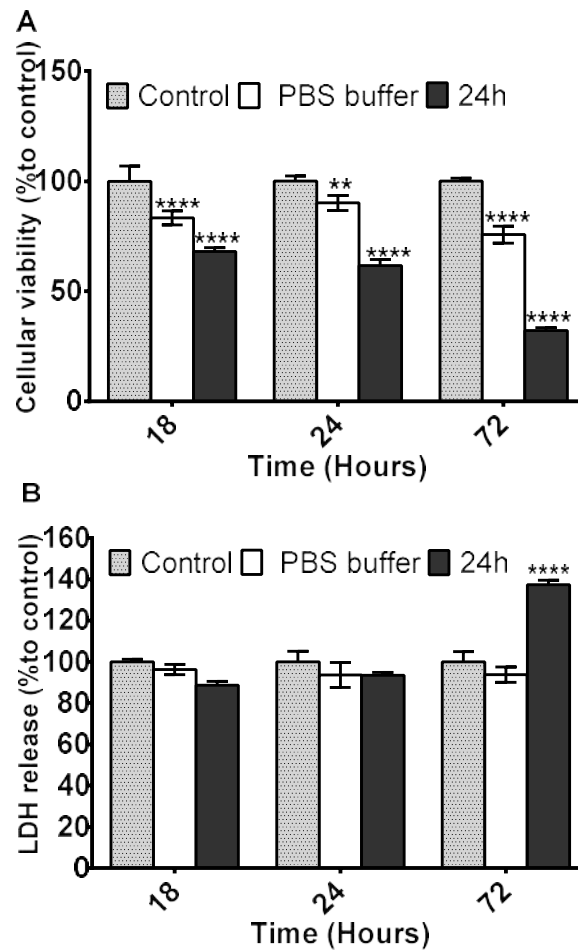 A
Cellular viability (%to control)
150
100
50
0
Control PBS buffer 24h
**** **** ** **** **** ****
18 24 72
Time (Hours)
B
LDH release (%to control)
160
140
120
100
80
60
40
20
0
Control PBS buffer 24h
****
18 24 72
Time (Hours)